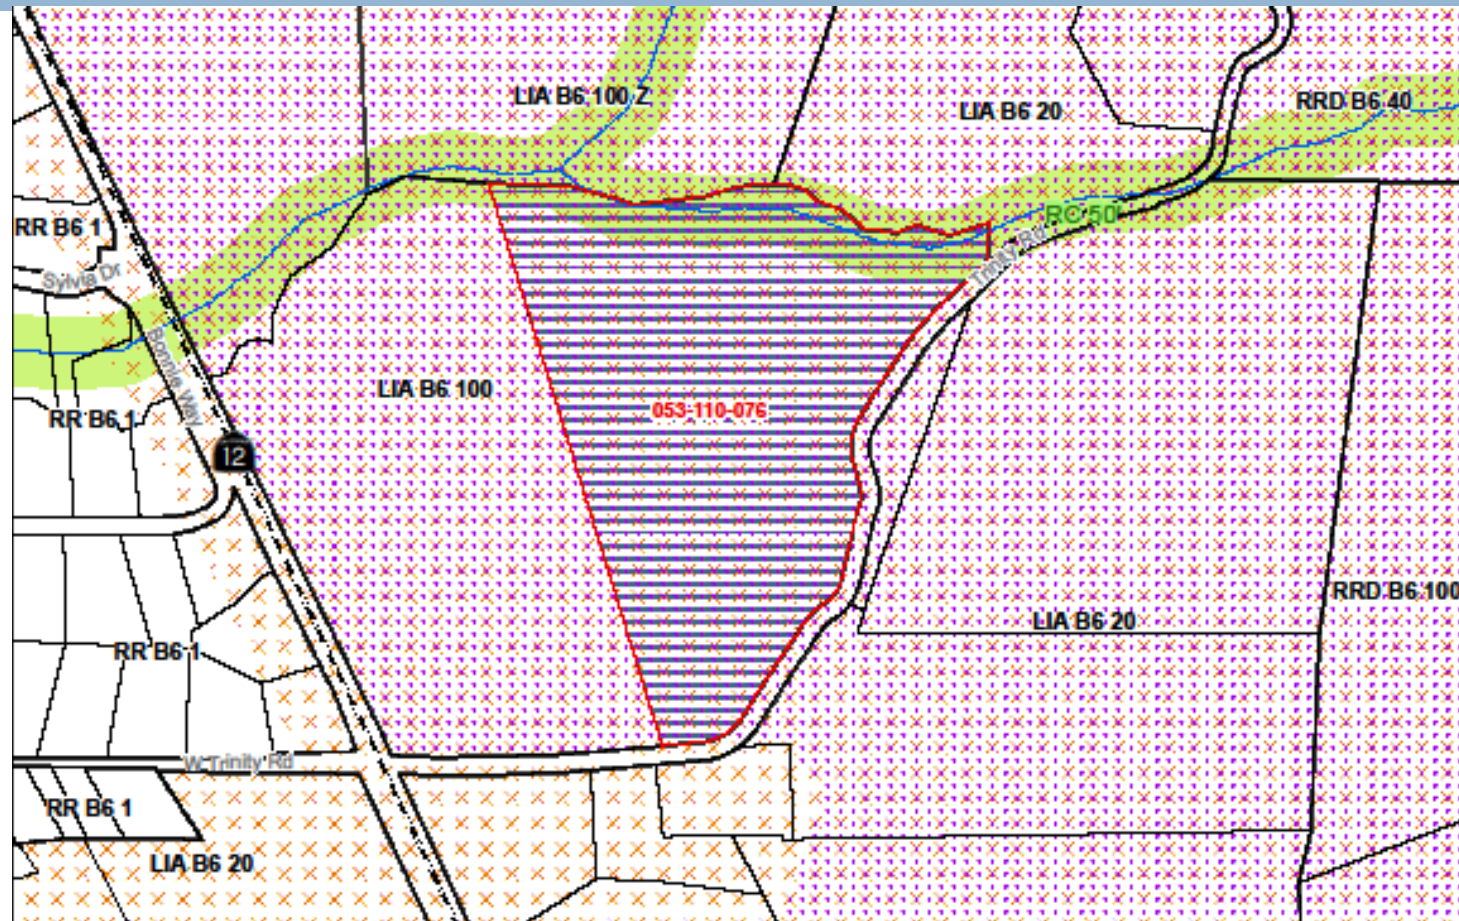 LIA B6 100 Z
LIA B6 20
RRD B6 40
RR B6 1
RC 50
Sylvia Dr
Trinity Rd
Bonnie Way
LIA B6 100
053-110-076
RR B6 1
12
RRD B6 100
LIA B6 20
RR B6 1
W Trinity Rd
RR B6 1
LIA B6 20